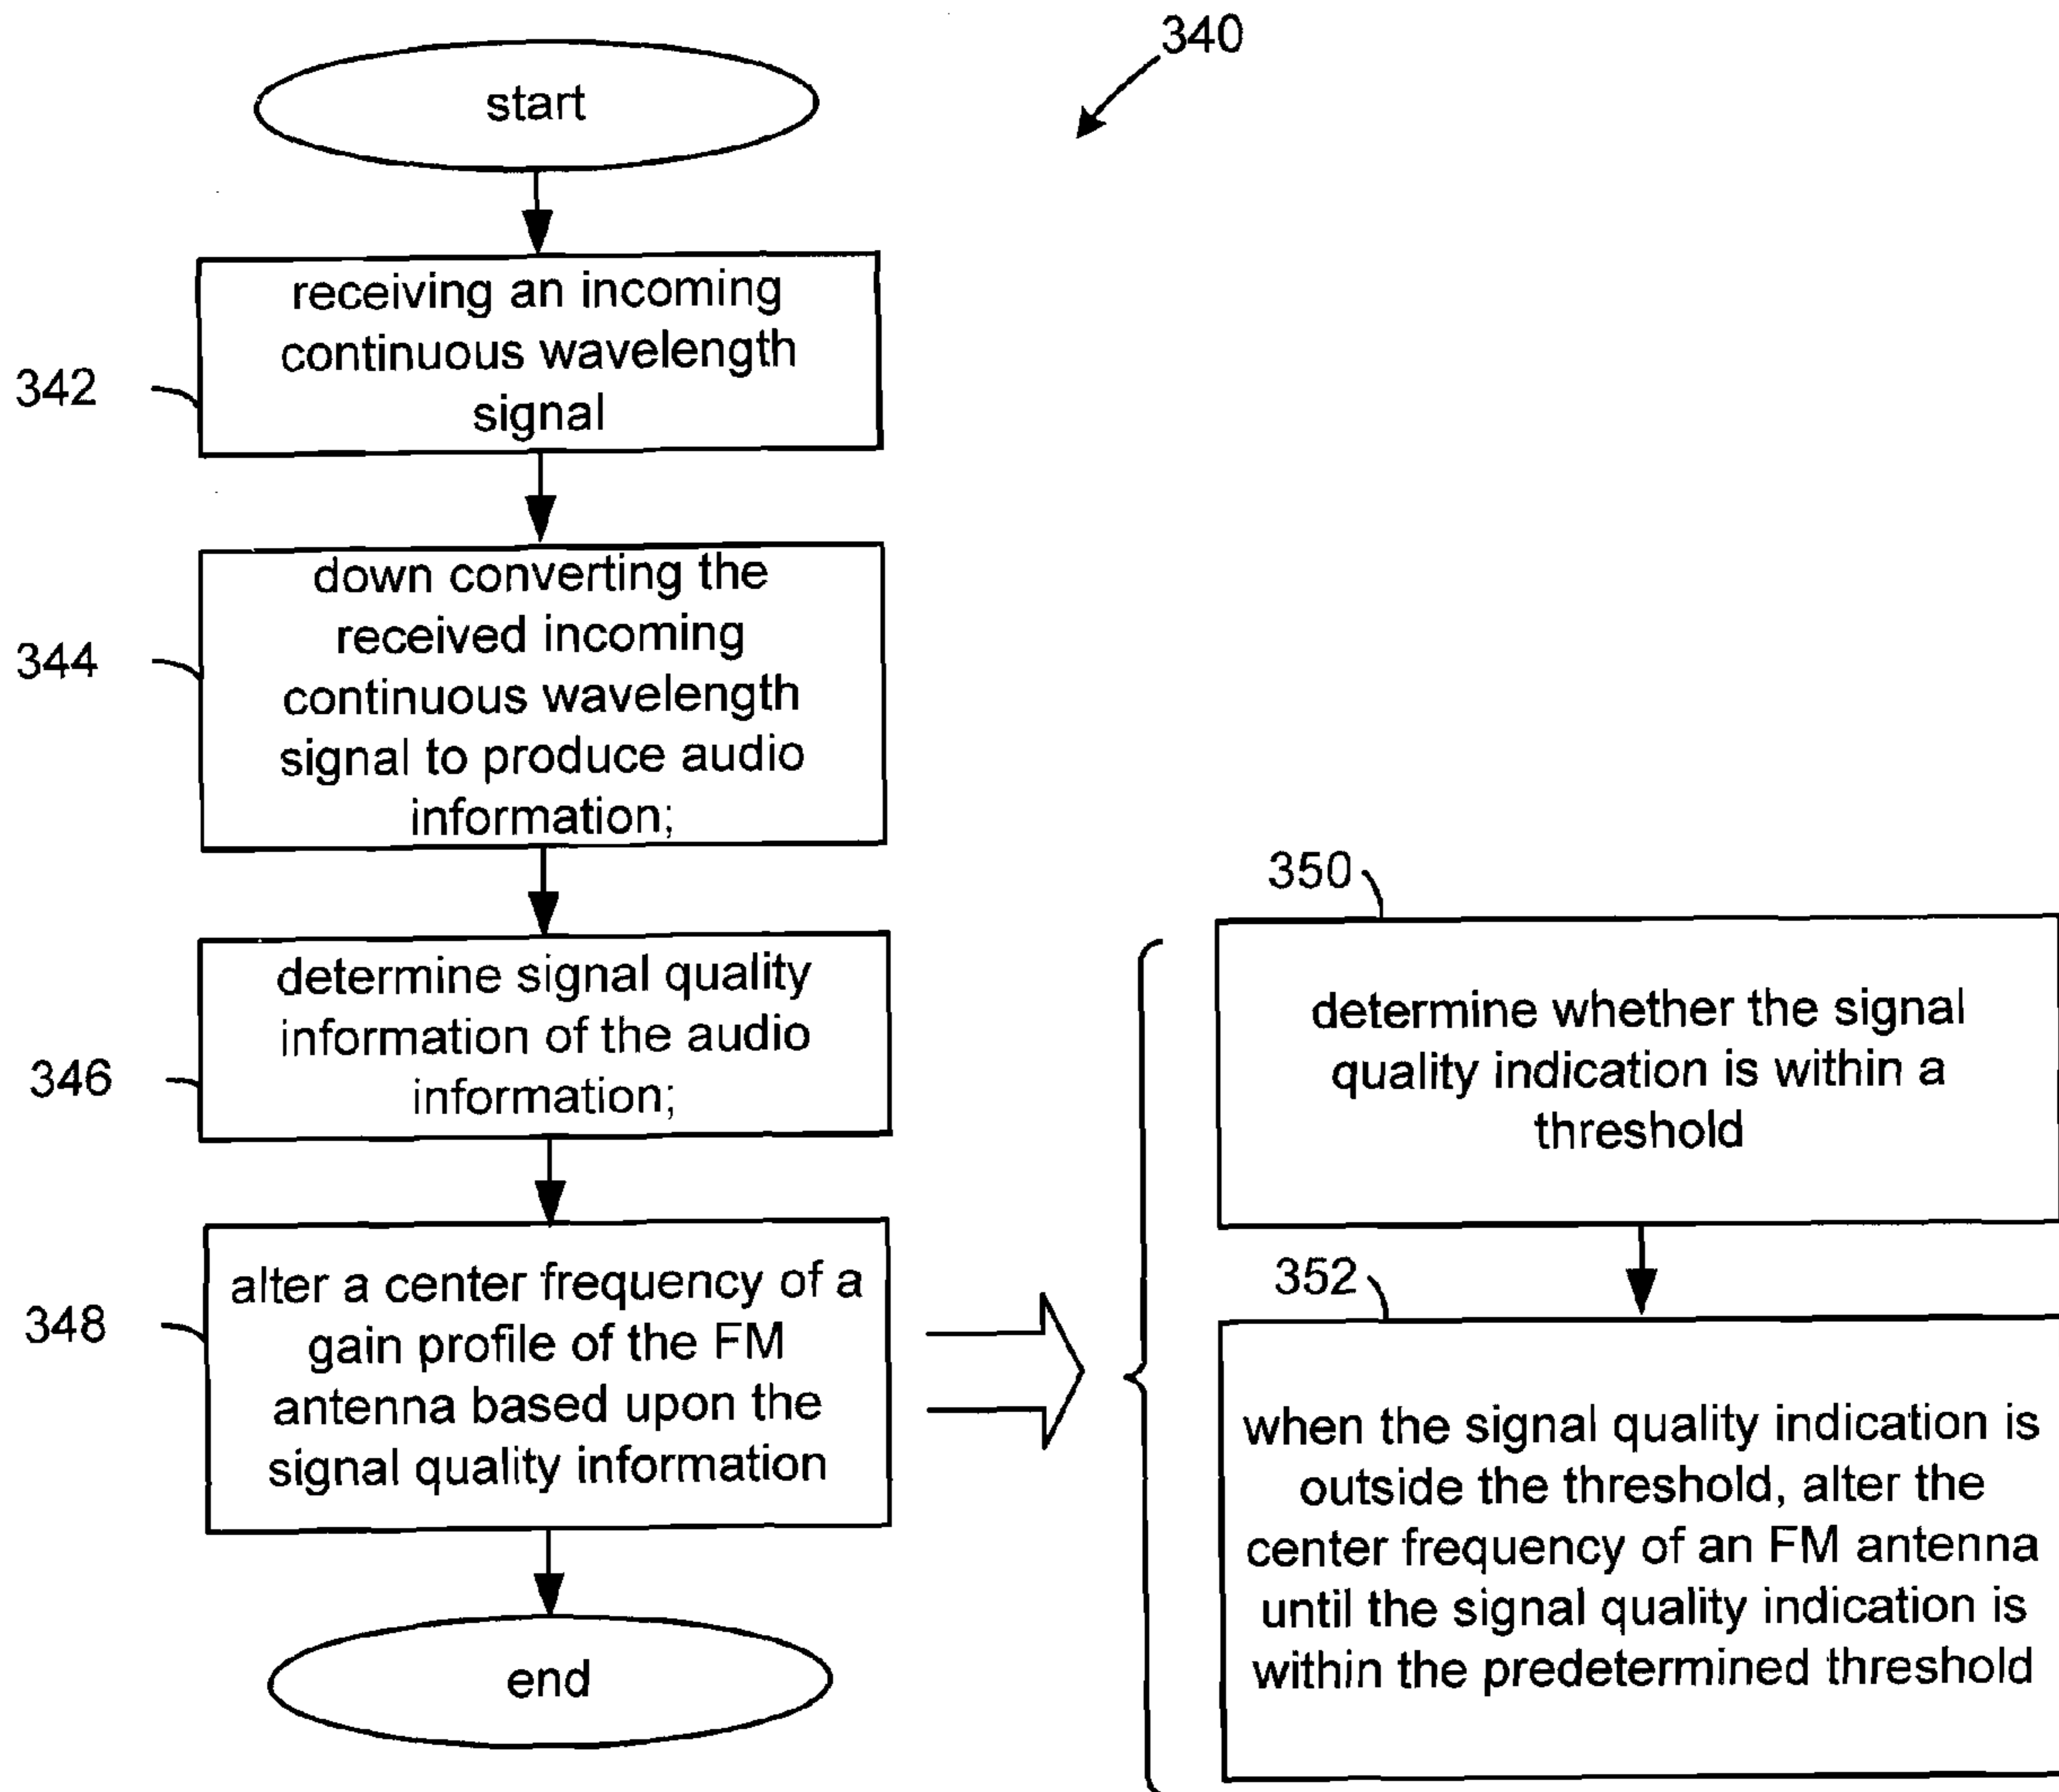 340
start
receiving an incoming
continuous wavelength
signal
342
down converting the
received incoming
continuous wavelength
signal to produce audio
information;
344
determine signal quality
information of the audio
information;
346
alter a center frequency of a
gain profile of the FM
antenna based upon the
signal quality information
348
end
350
determine whether the signal
quality indication is within a
threshold
352
when the signal quality indication is
outside the threshold, alter the
center frequency of an FM antenna
until the signal quality indication is
within the predetermined threshold